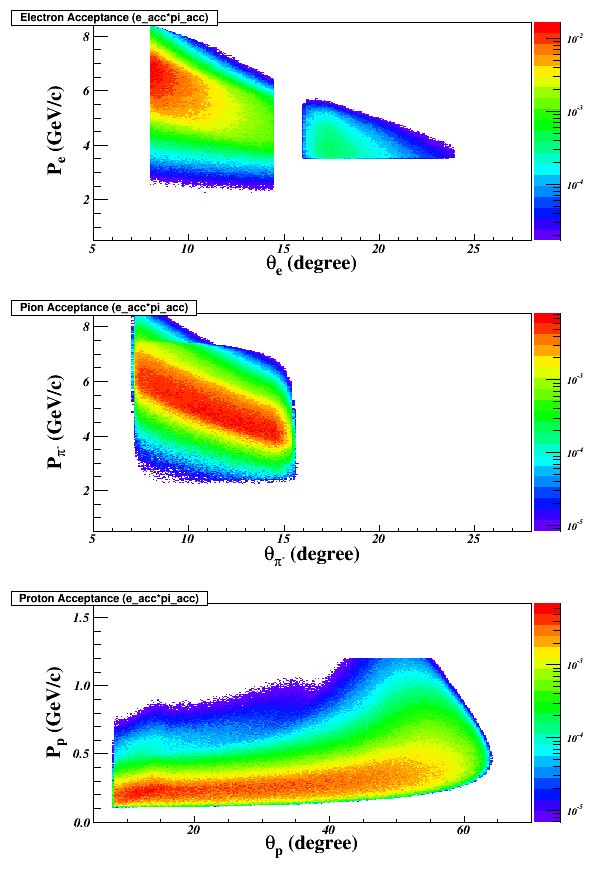 Electron Acceptance (e_acc*pi_acc)
8
6
4
2
P_e (GeV/c)
5 10 15 20 25
θ_e (degree)
10^-2
10^-3
10^-4
Pion Acceptance (e_acc*pi_acc)
8
6
4
2
P_π^- (GeV/c)
5 10 15 20 25
θ_π^- (degree)
10^-3
10^-4
10^-5
Proton Acceptance (e_acc*pi_acc)
1.5
1.0
0.5
0.0
P_p (GeV/c)
20 40 60
θ_p (degree)
10^-3
10^-4
10^-5